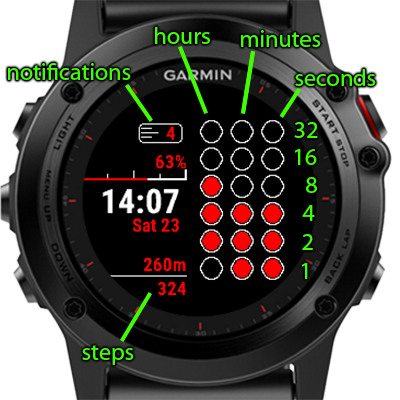 hours
minutes
notifications
seconds
GARMIN
LIGHT
START STOP
MENU UP
DOWN
BACK LAP
4
63%
14:07
Sat 23
260m
324
32
16
8
4
2
1
steps